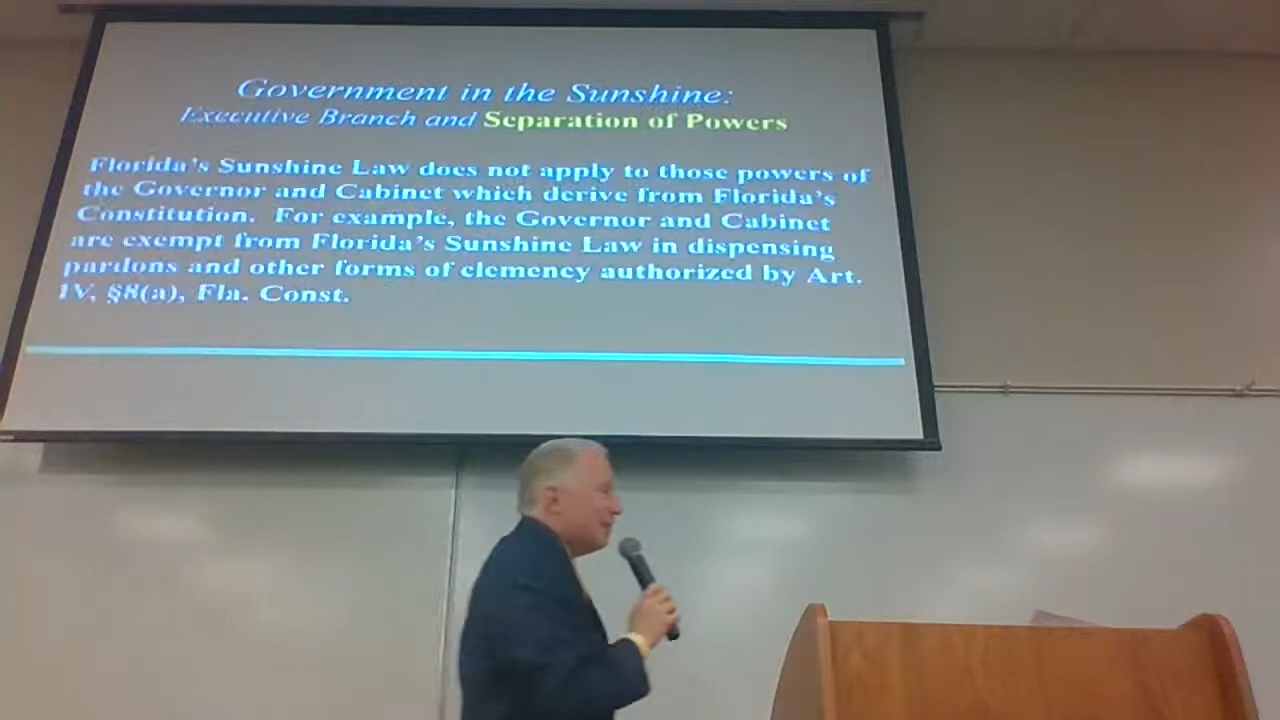 Government in the Sunshine:
Executive Branch and Separation of Powers
Florida's Sunshine Law does not apply to those powers of
the Governor and Cabinet which derive from Florida's
Constitution. For example, the Governor and Cabinet
are exempt from Florida's Sunshine Law in dispensing
pardons and other forms of clemency authorized by Art.
IV, §8(a), Fla. Const.